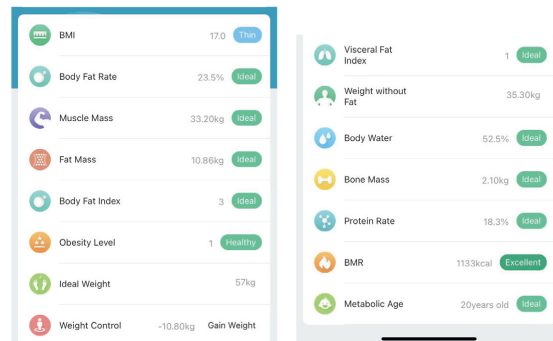 BMI 17.0 Thin
Body Fat Rate 23.5% Ideal
Muscle Mass 33.20kg Ideal
Fat Mass 10.86kg Ideal
Body Fat Index 3 Ideal
Obesity Level 1 Healthy
Ideal Weight 57kg
Weight Control -10.80kg Gain Weight
Visceral Fat
Index 1 Ideal
Weight without
Fat 35.30kg
Body Water 52.5% Ideal
Bone Mass 2.10kg Ideal
Protein Rate 18.3% Ideal
BMR 1133kcal Excellent
Metabolic Age 20years old Ideal